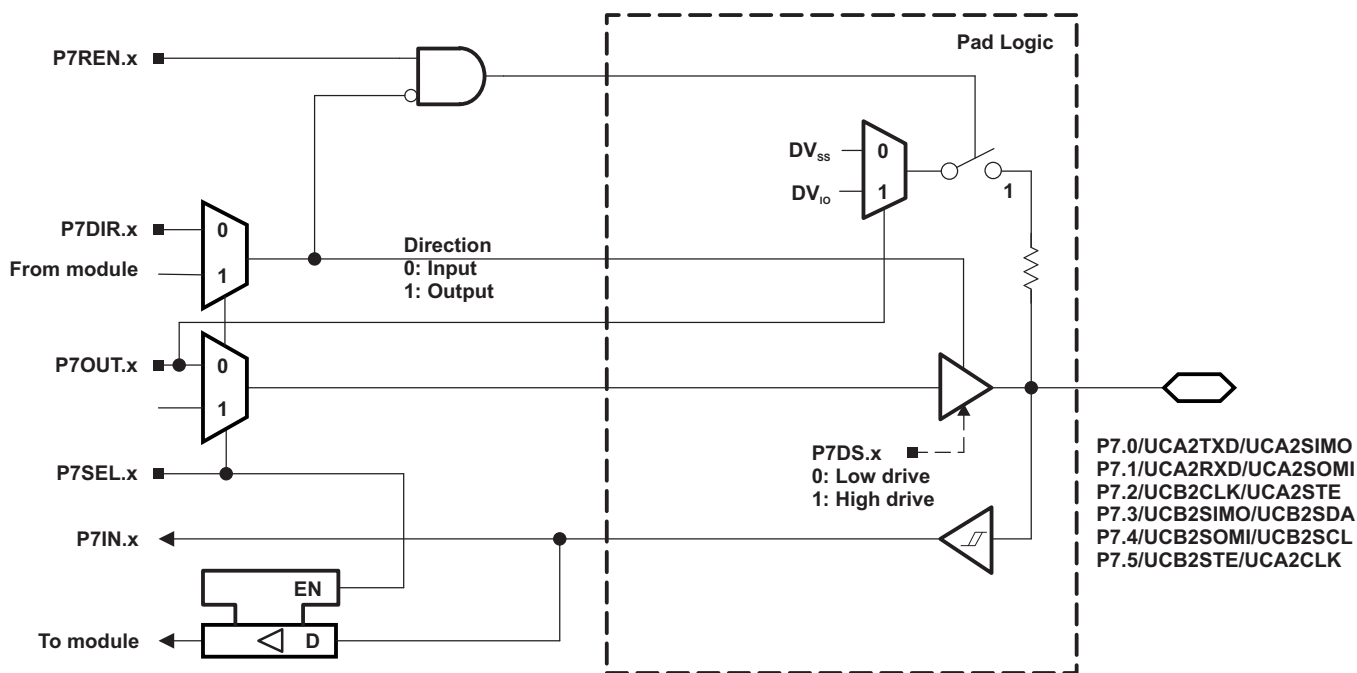 Pad Logic
P7REN.x
DVSS
0
DVIO
1
1
P7DIR.x
0
From module
1
Direction
0: Input
1: Output
P7OUT.x
0
1
P7SEL.x
P7DS.x
0: Low drive
1: High drive
P7.0/UCA2TXD/UCA2SIMO
P7.1/UCA2RXD/UCA2SOMI
P7.2/UCB2CLK/UCA2STE
P7.3/UCB2SIMO/UCB2SDA
P7.4/UCB2SOMI/UCB2SCL
P7.5/UCB2STE/UCA2CLK
P7IN.x
EN
To module
D